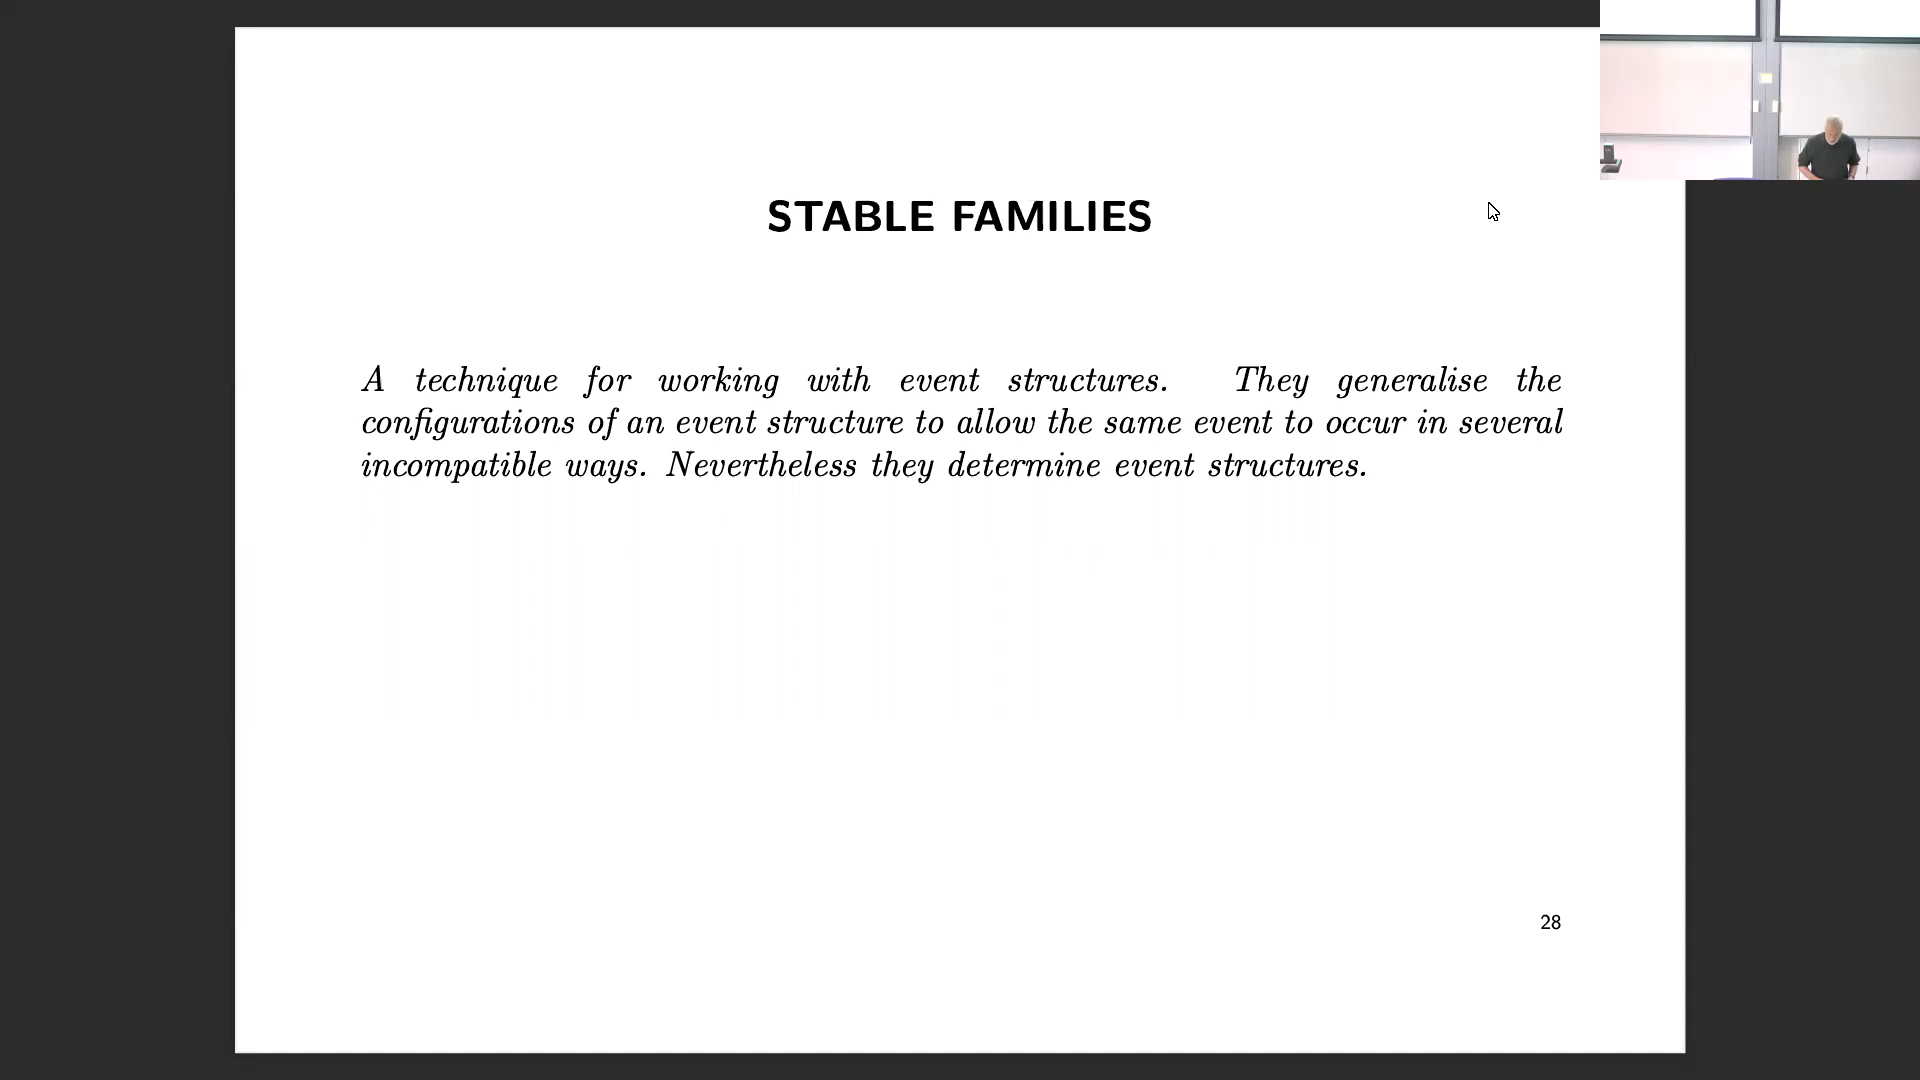 STABLE FAMILIES
A technique for working with event structures. They generalise the
configurations of an event structure to allow the same event to occur in several
incompatible ways. Nevertheless they determine event structures.
28